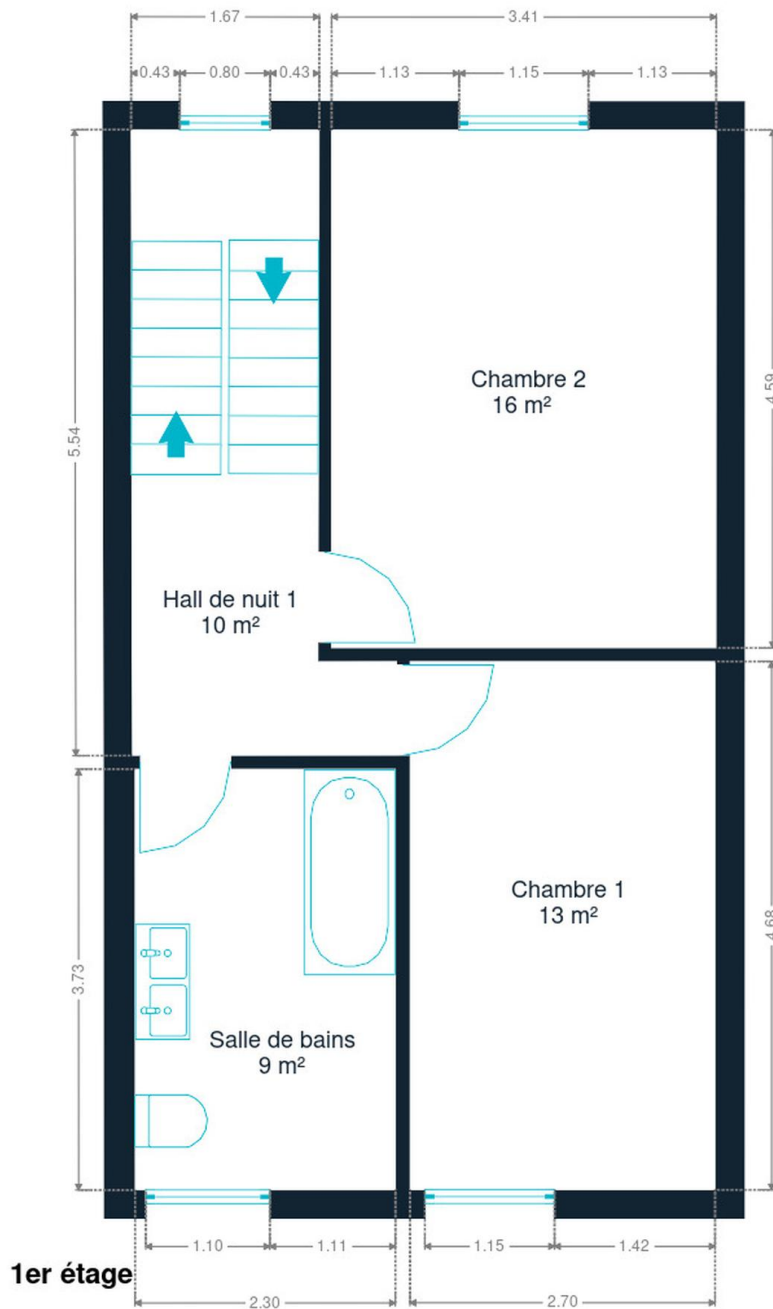 1.67
3.41
0.43
0.80
0.43
1.13
1.15
1.13
5.54
4.59
Chambre 2
16 m²
Hall de nuit 1
10 m²
Chambre 1
13 m²
3.73
4.68
Salle de bains
9 m²
1.10
1.11
1.15
1.42
1er étage
2.30
2.70